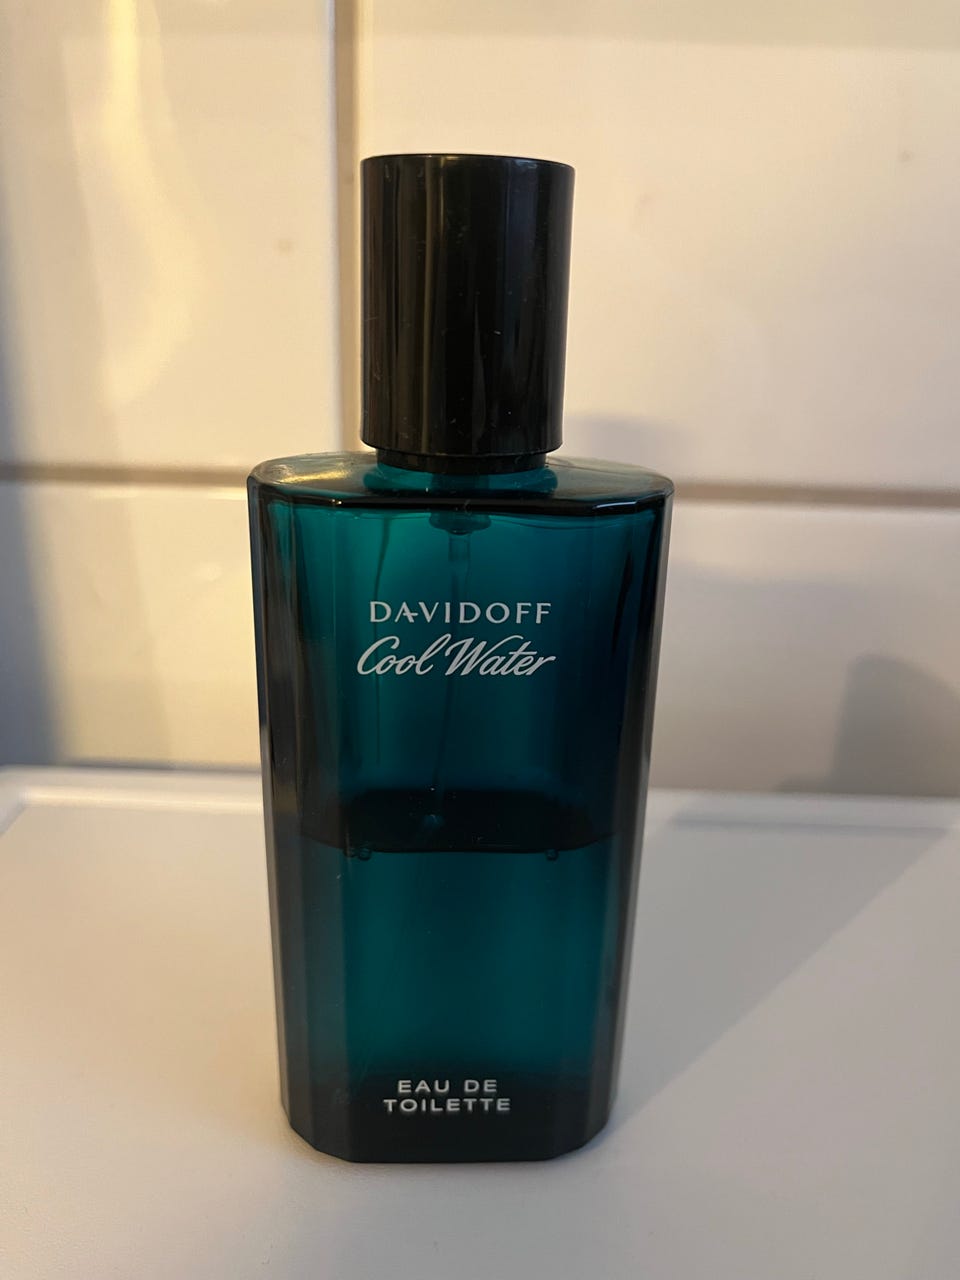 DAVIDOFF
Cool Water
EAU DE
TOILETTE